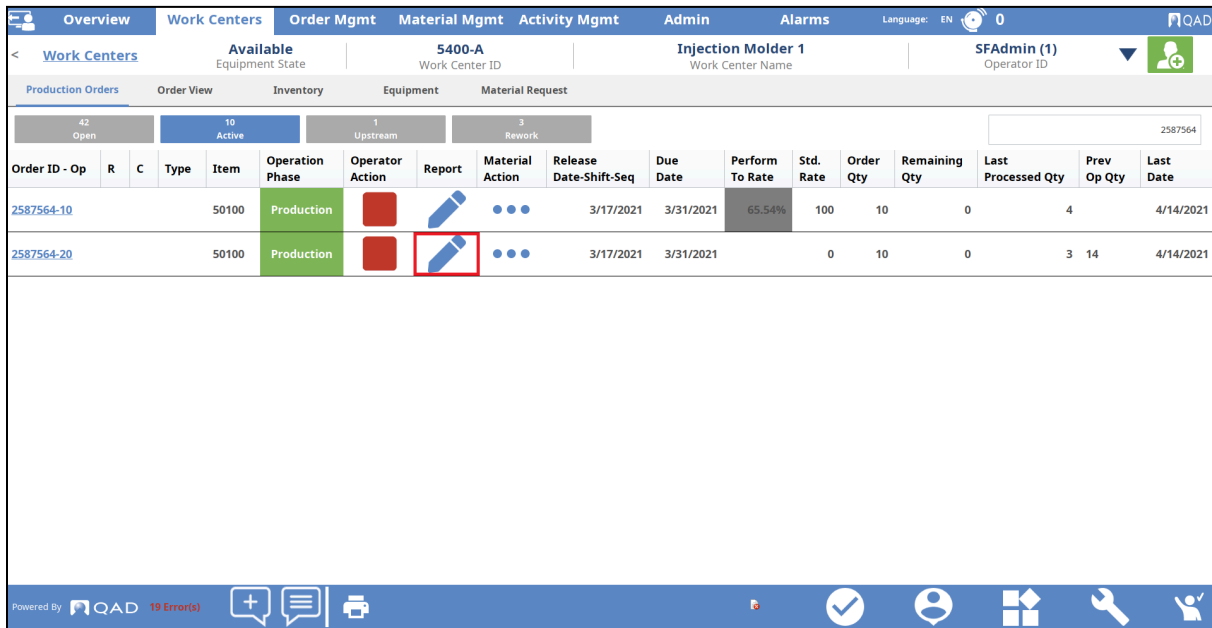 Overview Work Centers Order Mgmt Material Mgmt Activity Mgmt Admin Alarms Language: EN 0 QAD
< Work Centers Available 5400-A Injection Molder 1 SFAdmin (1)
Equipment State Work Center ID Work Center Name Operator ID
Production Orders Order View Inventory Equipment Material Request
42 10 1 3 2587564
Open Active Upstream Rework
Order ID - Op R C Type Item Operation Phase Operator Action Report Material Action Release Date-Shift-Seq Due Date Perform To Rate Std. Rate Order Qty Remaining Qty Last Processed Qty Prev Op Qty Last Date
2587564-10 50100 Production 3/17/2021 3/31/2021 65.54% 100 10 0 4 4/14/2021
2587564-20 50100 Production 3/17/2021 3/31/2021 0 10 0 3 14 4/14/2021
Powered By QAD 19 Error(s)